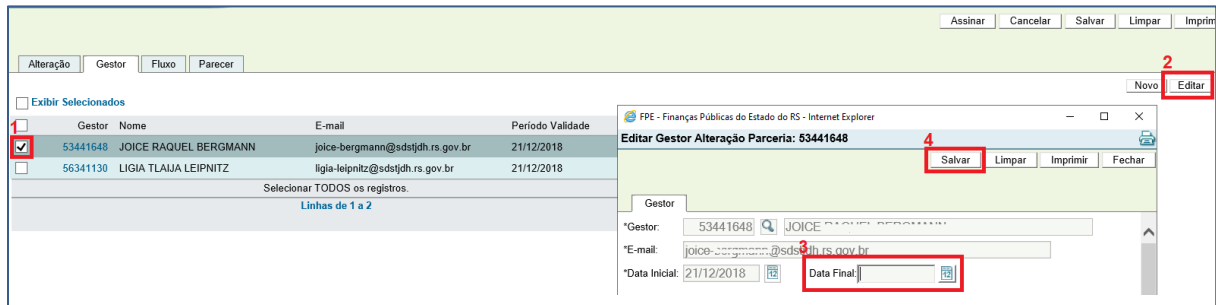 Assinar Cancelar Salvar Limpar Imprim
Alteração Gestor Fluxo Parecer
2
Novo Editar
Exibir Selecionados
1 Gestor Nome E-mail Período Validade
53441648 JOICE RAQUEL BERGMANN joice-bergmann@sdstjdh.rs.gov.br 21/12/2018
56341130 LIGIA TLAIJA LEIPNITZ ligia-leipnitz@sdstjdh.rs.gov.br 21/12/2018
Selecionar TODOS os registros.
Linhas de 1 a 2
FPE - Finanças Públicas do Estado do RS - Internet Explorer
Editar Gestor Alteração Parceria: 53441648
4
Salvar Limpar Imprimir Fechar
Gestor
*Gestor: 53441648 JOICE
*E-mail:
3
*Data Inicial: 21/12/2018 12 Data Final: 12